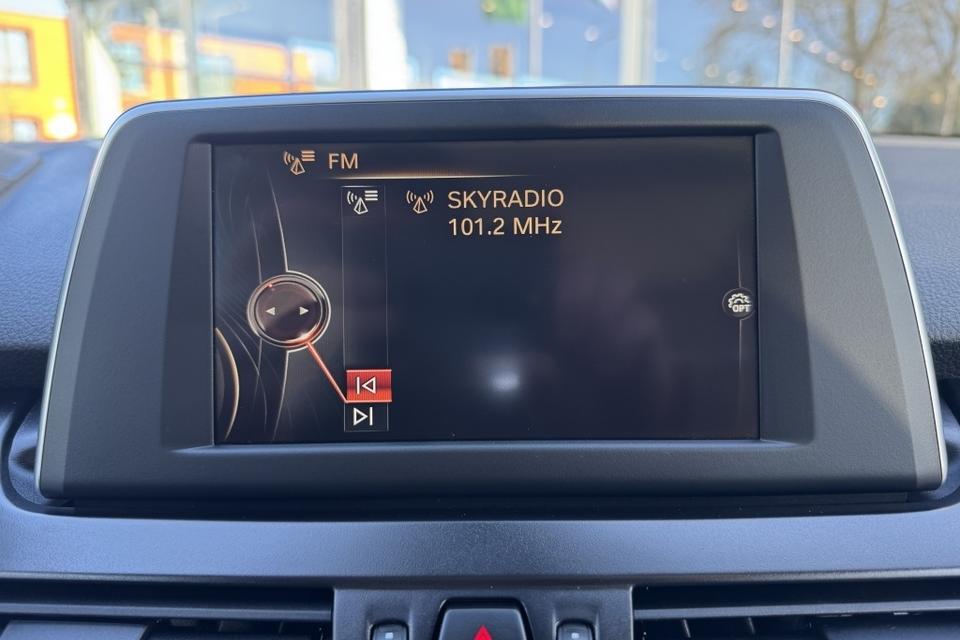 FM
SKYRADIO
101.2 MHz
OPT